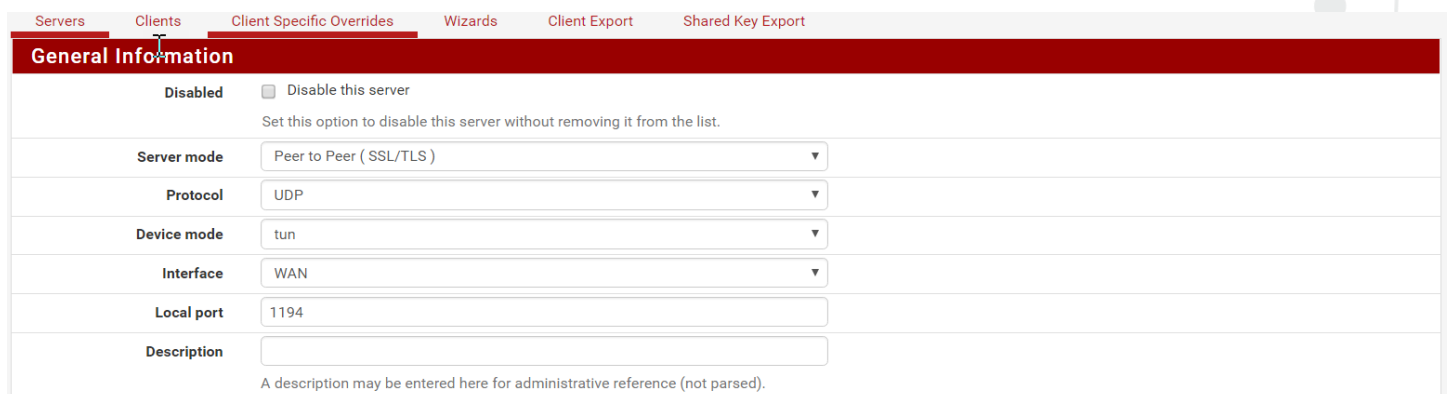 Servers Clients Client Specific Overrides Wizards Client Export Shared Key Export
General Information
Disabled Disable this server
Set this option to disable this server without removing it from the list.
Server mode Peer to Peer ( SSL/TLS )
Protocol UDP
Device mode tun
Interface WAN
Local port 1194
Description
A description may be entered here for administrative reference (not parsed).